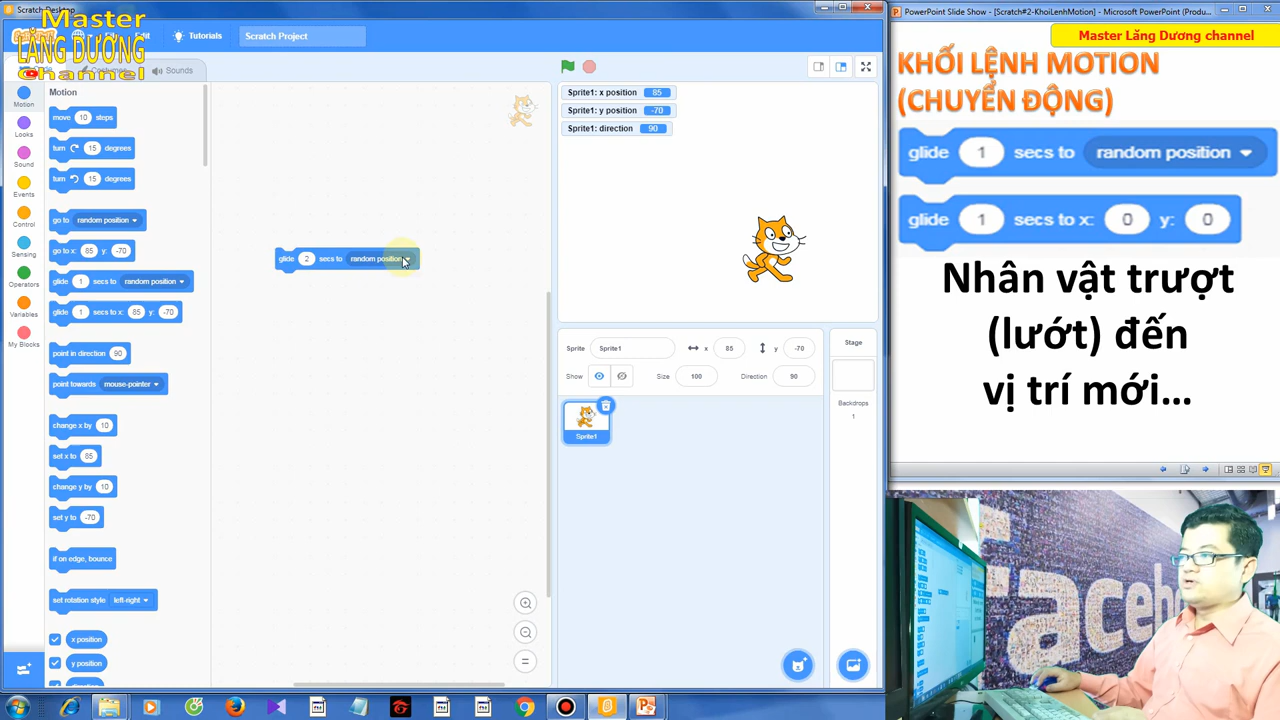 Scratch Desktop
Master
LĂNG DƯƠNG
Channel
Edit
Tutorials
Scratch Project
Costumes
Sounds
Motion
Looks
Sound
Events
Control
Sensing
Operators
Variables
My Blocks
Motion
move 10 steps
turn 15 degrees
turn 15 degrees
go to random position
go to x: 85 y: -70
glide 1 secs to random position
glide 1 secs to x: 85 y: -70
point in direction 90
point towards mouse-pointer
change x by 10
set x to 85
change y by 10
set y to -70
if on edge, bounce
set rotation style left-right
x position
y position
glide 2 secs to random position
Sprite1: x position 85
Sprite1: y position -70
Sprite1: direction 90
Sprite Sprite1 x 85 y -70
Show Size 100 Direction 90
Sprite1
Stage
Backdrops
1
PowerPoint Slide Show - [Scratch#2-KhoiLenhMotion] - Microsoft PowerPoint (Produ...
Master Lăng Dương channel
KHỐI LỆNH MOTION
(CHUYỂN ĐỘNG)
glide 1 secs to random position
glide 1 secs to x: 0 y: 0
Nhân vật trượt
(lướt) đến
vị trí mới...